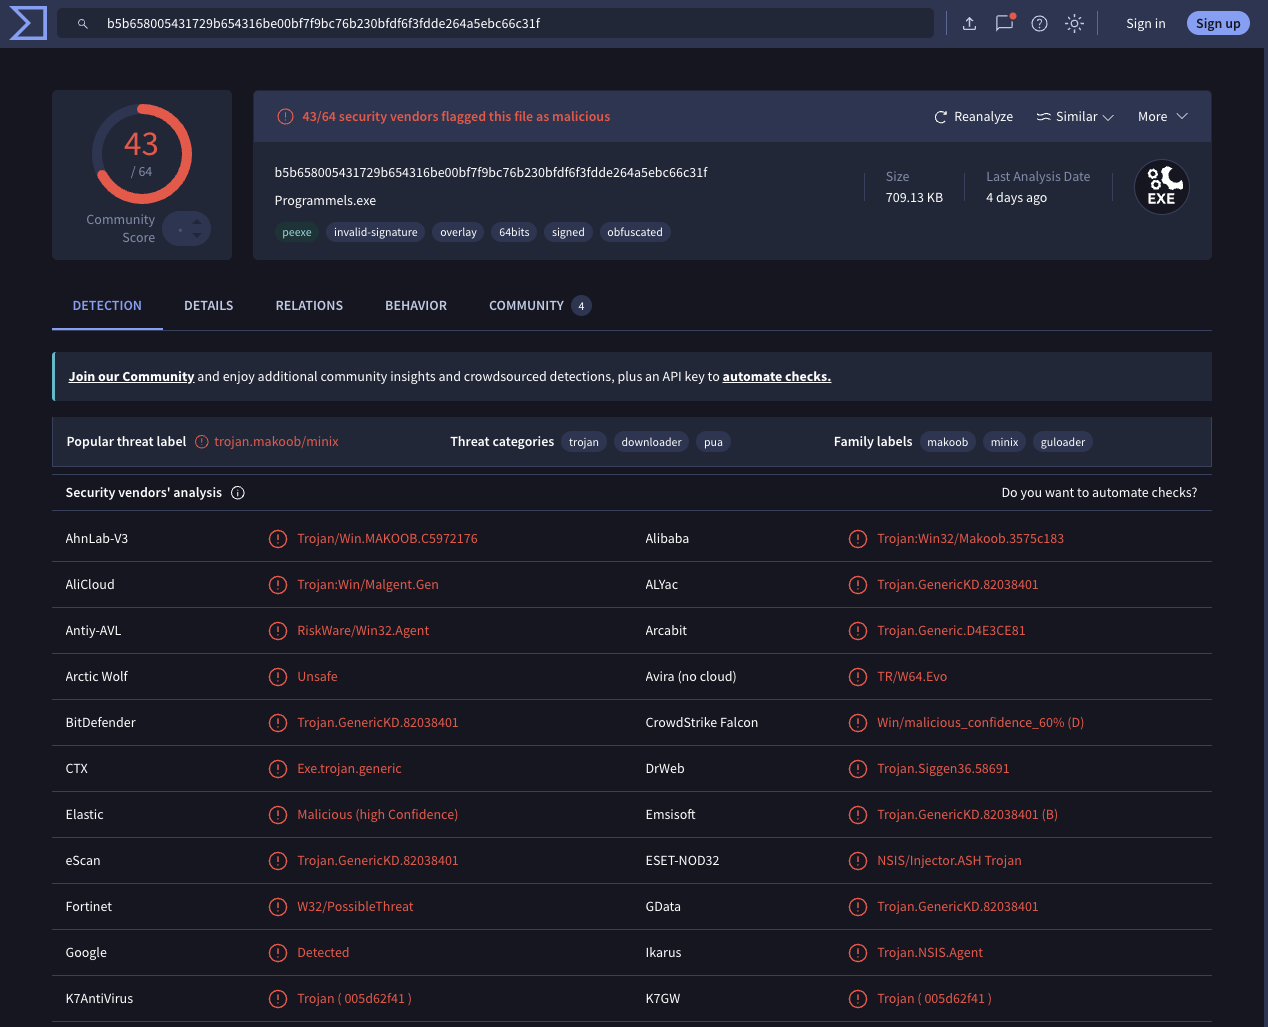 b5b658005431729b654316be00bf7f9bc76b230bfdf6f3fdde264a5ebc66c31f
Sign in
Sign up
43
/ 64
Community
Score
43/64 security vendors flagged this file as malicious
Reanalyze
Similar
More
b5b658005431729b654316be00bf7f9bc76b230bfdf6f3fdde264a5ebc66c31f
Programmels.exe
peexe invalid-signature overlay 64bits signed obfuscated
Size
709.13 KB
Last Analysis Date
4 days ago
EXE
DETECTION DETAILS RELATIONS BEHAVIOR COMMUNITY 4
Join our Community and enjoy additional community insights and crowdsourced detections, plus an API key to automate checks.
Popular threat label trojan.makoob/minix Threat categories trojan downloader pua Family labels makoob minix guloader
Security vendors' analysis Do you want to automate checks?
AhnLab-V3 Trojan/Win.MAKOOB.C5972176 Alibaba Trojan:Win32/Makoob.3575c183
AliCloud Trojan:Win/Malgent.Gen ALYac Trojan.GenericKD.82038401
Antiy-AVL RiskWare/Win32.Agent Arcabit Trojan.Generic.D4E3CE81
Arctic Wolf Unsafe Avira (no cloud) TR/W64.Evo
BitDefender Trojan.GenericKD.82038401 CrowdStrike Falcon Win/malicious_confidence_60% (D)
CTX Exe.trojan.generic DrWeb Trojan.Siggen36.58691
Elastic Malicious (high Confidence) Emsisoft Trojan.GenericKD.82038401 (B)
eScan Trojan.GenericKD.82038401 ESET-NOD32 NSIS/Injector.ASH Trojan
Fortinet W32/PossibleThreat GData Trojan.GenericKD.82038401
Google Detected Ikarus Trojan.NSIS.Agent
K7AntiVirus Trojan ( 005d62f41 ) K7GW Trojan ( 005d62f41 )